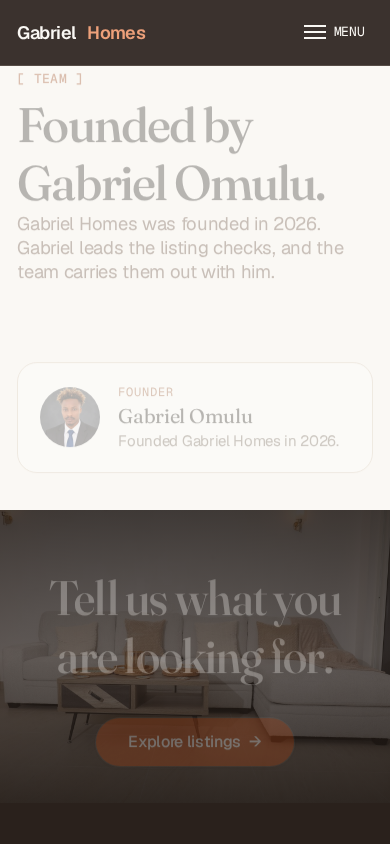 Gabriel Homes
MENU
[ TEAM ]
Founded by
Gabriel Omulu.
Gabriel Homes was founded in 2026.
Gabriel leads the listing checks, and the
team carries them out with him.
FOUNDER
Gabriel Omulu
Founded Gabriel Homes in 2026.
Tell us what you
are looking for.
Explore listings →